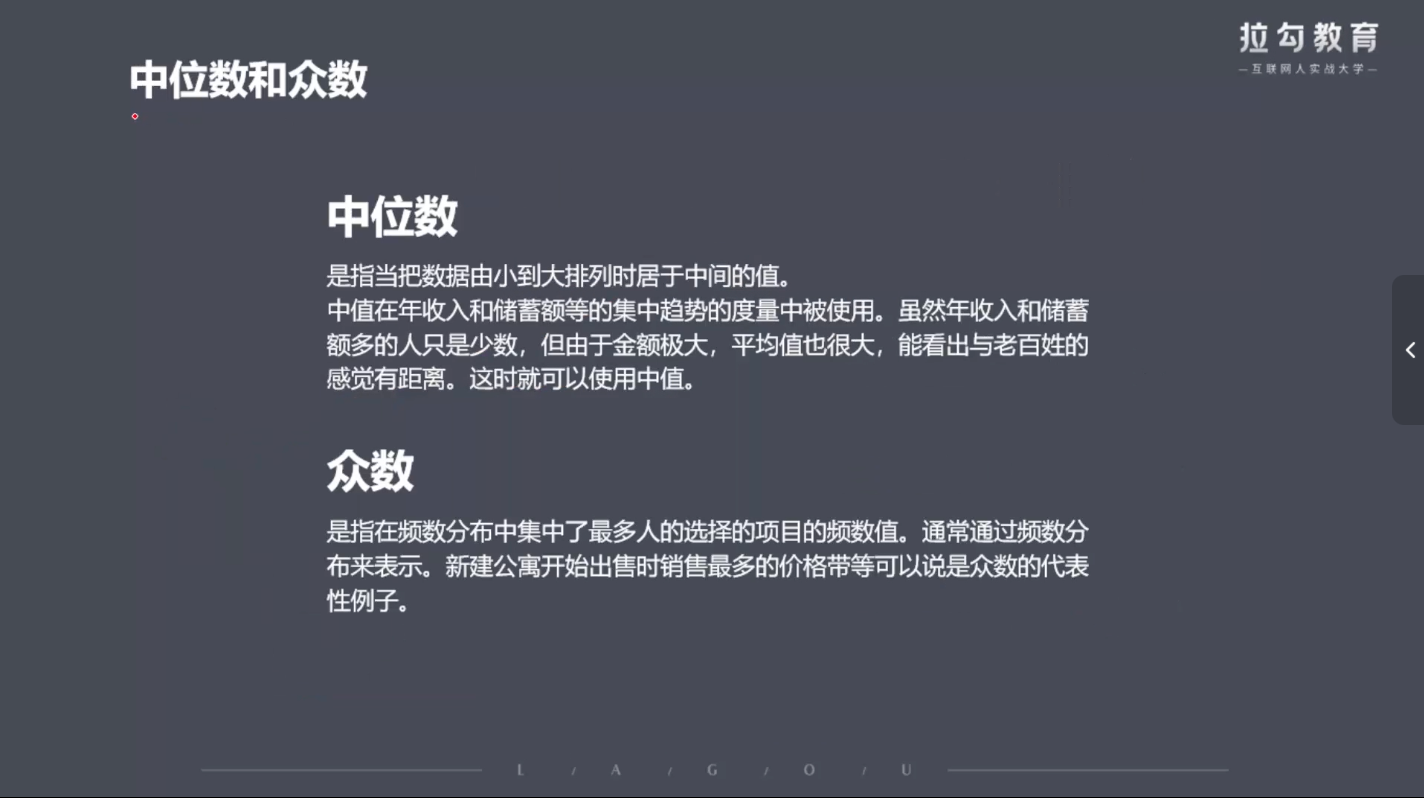 拉勾教育
互联网人实战大学
中位数和众数
中位数
是指当把数据由小到大排列时居于中间的值。
中值在年收入和储蓄额等的集中趋势的度量中被使用。虽然年收入和储蓄
额多的人只是少数，但由于金额极大，平均值也很大，能看出与老百姓的
感觉有距离。这时就可以使用中值。
众数
是指在频数分布中集中了最多人的选择的项目的频数值。通常通过频数分
布来表示。新建公寓开始出售时销售最多的价格带等可以说是众数的代表
性例子。
L / A / G / O / U